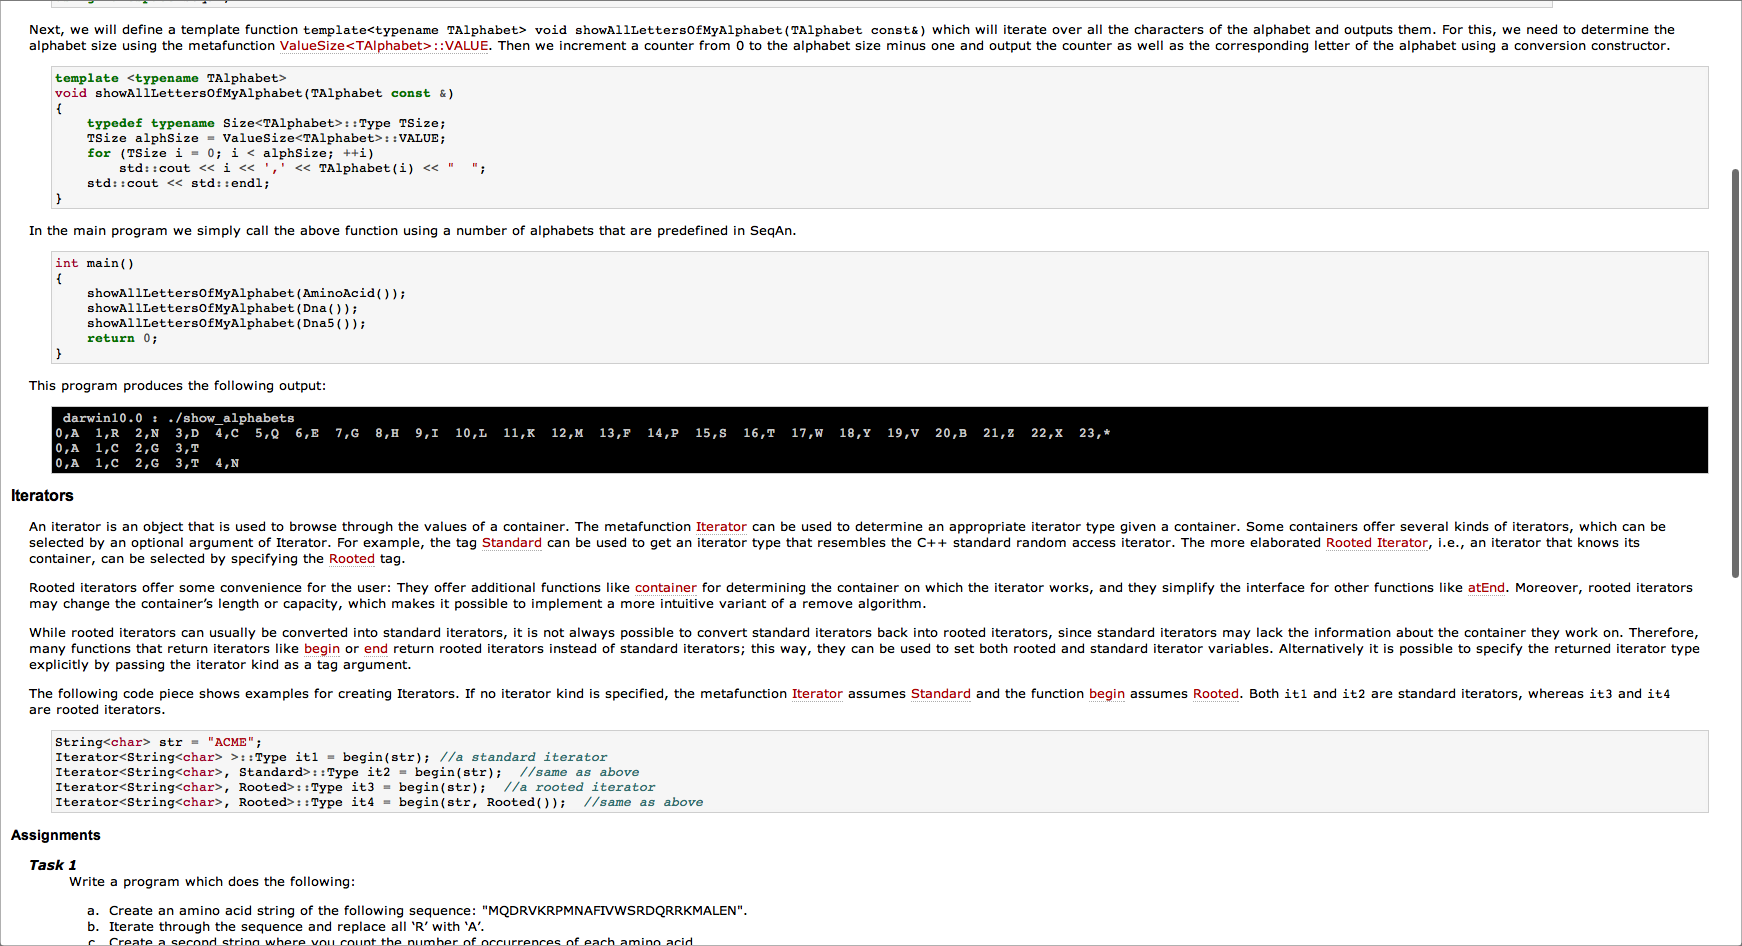 Next, we will define a template function template<typename TAlphabet> void showAllLettersOfMyAlphabet(TAlphabet const&) which will iterate over all the characters of the alphabet and outputs them. For this, we need to determine the
alphabet size using the metafunction ValueSize<TAlphabet>::VALUE. Then we increment a counter from 0 to the alphabet size minus one and output the counter as well as the corresponding letter of the alphabet using a conversion constructor.
template <typename TAlphabet>
void showAllLettersOfMyAlphabet(TAlphabet const &)
{
    typedef typename Size<TAlphabet>::Type TSize;
    TSize alphSize = ValueSize<TAlphabet>::VALUE;
    for (TSize i = 0; i < alphSize; ++i)
        std::cout << i << ',' << TAlphabet(i) << "  ";
    std::cout << std::endl;
}
In the main program we simply call the above function using a number of alphabets that are predefined in SeqAn.
int main()
{
    showAllLettersOfMyAlphabet(AminoAcid());
    showAllLettersOfMyAlphabet(Dna());
    showAllLettersOfMyAlphabet(Dna5());
    return 0;
}
This program produces the following output:
darwin10.0 : ./show_alphabets
0,A  1,R  2,N  3,D  4,C  5,Q  6,E  7,G  8,H  9,I  10,L  11,K  12,M  13,F  14,P  15,S  16,T  17,W  18,Y  19,V  20,B  21,Z  22,X  23,*
0,A  1,C  2,G  3,T
0,A  1,C  2,G  3,T  4,N
Iterators
An iterator is an object that is used to browse through the values of a container. The metafunction Iterator can be used to determine an appropriate iterator type given a container. Some containers offer several kinds of iterators, which can be
selected by an optional argument of Iterator. For example, the tag Standard can be used to get an iterator type that resembles the C++ standard random access iterator. The more elaborated Rooted Iterator, i.e., an iterator that knows its
container, can be selected by specifying the Rooted tag.
Rooted iterators offer some convenience for the user: They offer additional functions like container for determining the container on which the iterator works, and they simplify the interface for other functions like atEnd. Moreover, rooted iterators
may change the container’s length or capacity, which makes it possible to implement a more intuitive variant of a remove algorithm.
While rooted iterators can usually be converted into standard iterators, it is not always possible to convert standard iterators back into rooted iterators, since standard iterators may lack the information about the container they work on. Therefore,
many functions that return iterators like begin or end return rooted iterators instead of standard iterators; this way, they can be used to set both rooted and standard iterator variables. Alternatively it is possible to specify the returned iterator type
explicitly by passing the iterator kind as a tag argument.
The following code piece shows examples for creating Iterators. If no iterator kind is specified, the metafunction Iterator assumes Standard and the function begin assumes Rooted. Both it1 and it2 are standard iterators, whereas it3 and it4
are rooted iterators.
String<char> str = "ACME";
Iterator<String<char> >::Type it1 = begin(str); //a standard iterator
Iterator<String<char>, Standard>::Type it2 = begin(str);  //same as above
Iterator<String<char>, Rooted>::Type it3 = begin(str);  //a rooted iterator
Iterator<String<char>, Rooted>::Type it4 = begin(str, Rooted());  //same as above
Assignments
Task 1
Write a program which does the following:
a. Create an amino acid string of the following sequence: "MQDRVKRPMNAFIVWSRDQRRKMALEN".
b. Iterate through the sequence and replace all ‘R’ with ‘A’.
c. Create a second string where you count the number of occurrences of each amino acid.